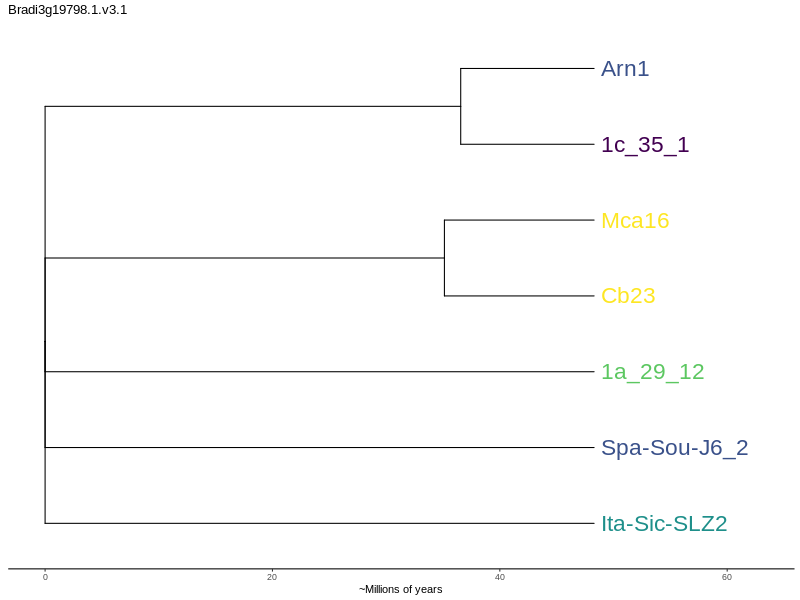 Bradi3g19798.1.v3.1
Arn1
1c_35_1
Mca16
Cb23
1a_29_12
Spa-Sou-J6_2
Ita-Sic-SLZ2
0 20 40 60
~Millions of years